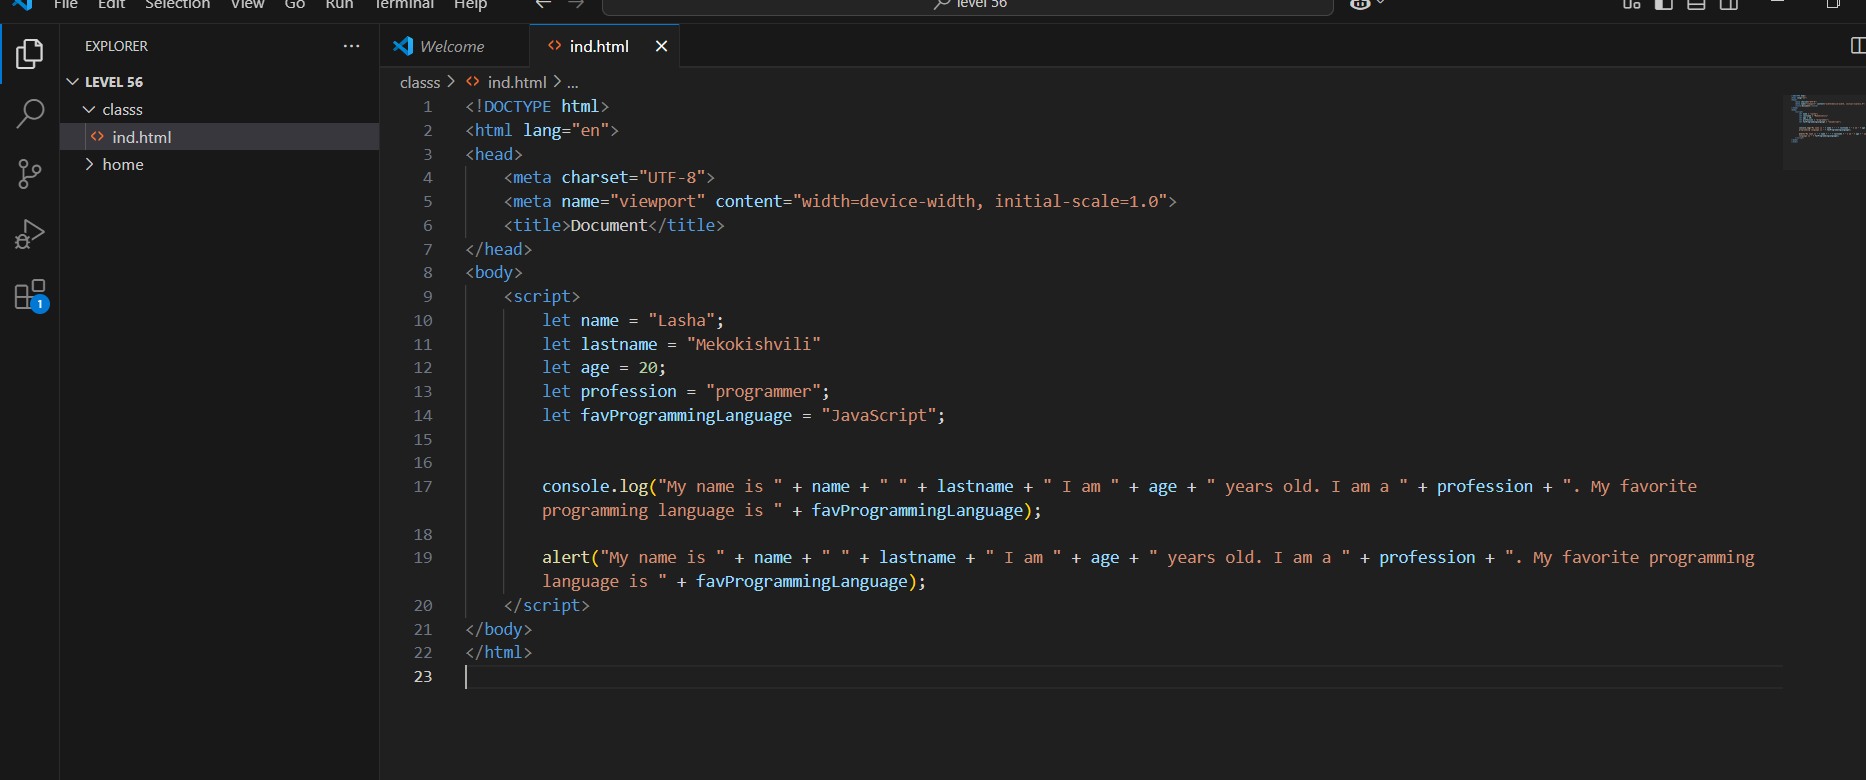 File Edit Selection View Go Run Terminal Help level 56
EXPLORER
LEVEL 56
classs
ind.html
home
1
Welcome ind.html
classs > ind.html > ...
1 <!DOCTYPE html>
2 <html lang="en">
3 <head>
4 <meta charset="UTF-8">
5 <meta name="viewport" content="width=device-width, initial-scale=1.0">
6 <title>Document</title>
7 </head>
8 <body>
9 <script>
10 let name = "Lasha";
11 let lastname = "Mekokishvili"
12 let age = 20;
13 let profession = "programmer";
14 let favProgrammingLanguage = "JavaScript";
15
16
17 console.log("My name is " + name + " " + lastname + " I am " + age + " years old. I am a " + profession + ". My favorite
programming language is " + favProgrammingLanguage);
18
19 alert("My name is " + name + " " + lastname + " I am " + age + " years old. I am a " + profession + ". My favorite programming
language is " + favProgrammingLanguage);
20 </script>
21 </body>
22 </html>
23